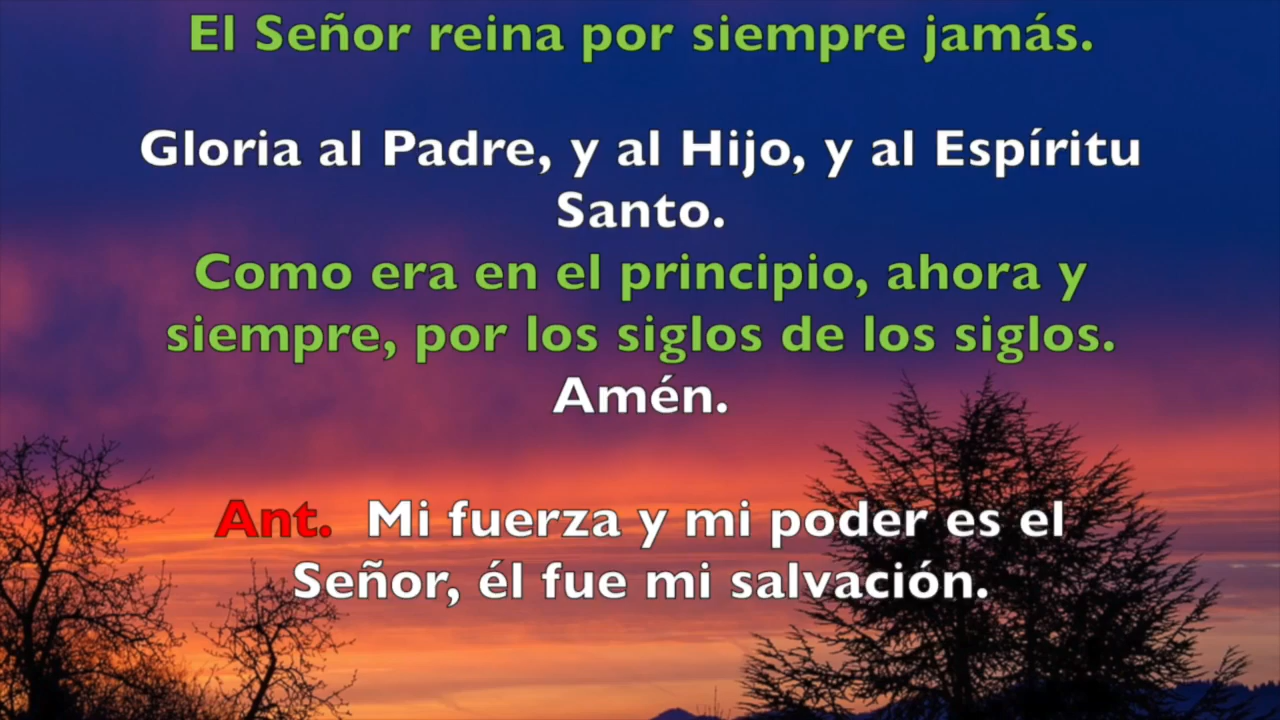 El Señor reina por siempre jamás.
Gloria al Padre, y al Hijo, y al Espíritu
Santo.
Como era en el principio, ahora y
siempre, por los siglos de los siglos.
Amén.
Ant. Mi fuerza y mi poder es el
Señor, él fue mi salvación.